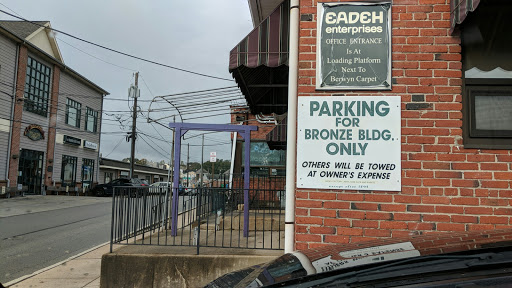 EADEH
enterprises
OFFICE ENTRANCE
IS AT
LOADING PLATFORM
NEXT TO
BERWYN CARPET
PARKING
FOR
BRONZE BLDG.
ONLY
OTHERS WILL BE TOWED
AT OWNER'S EXPENSE